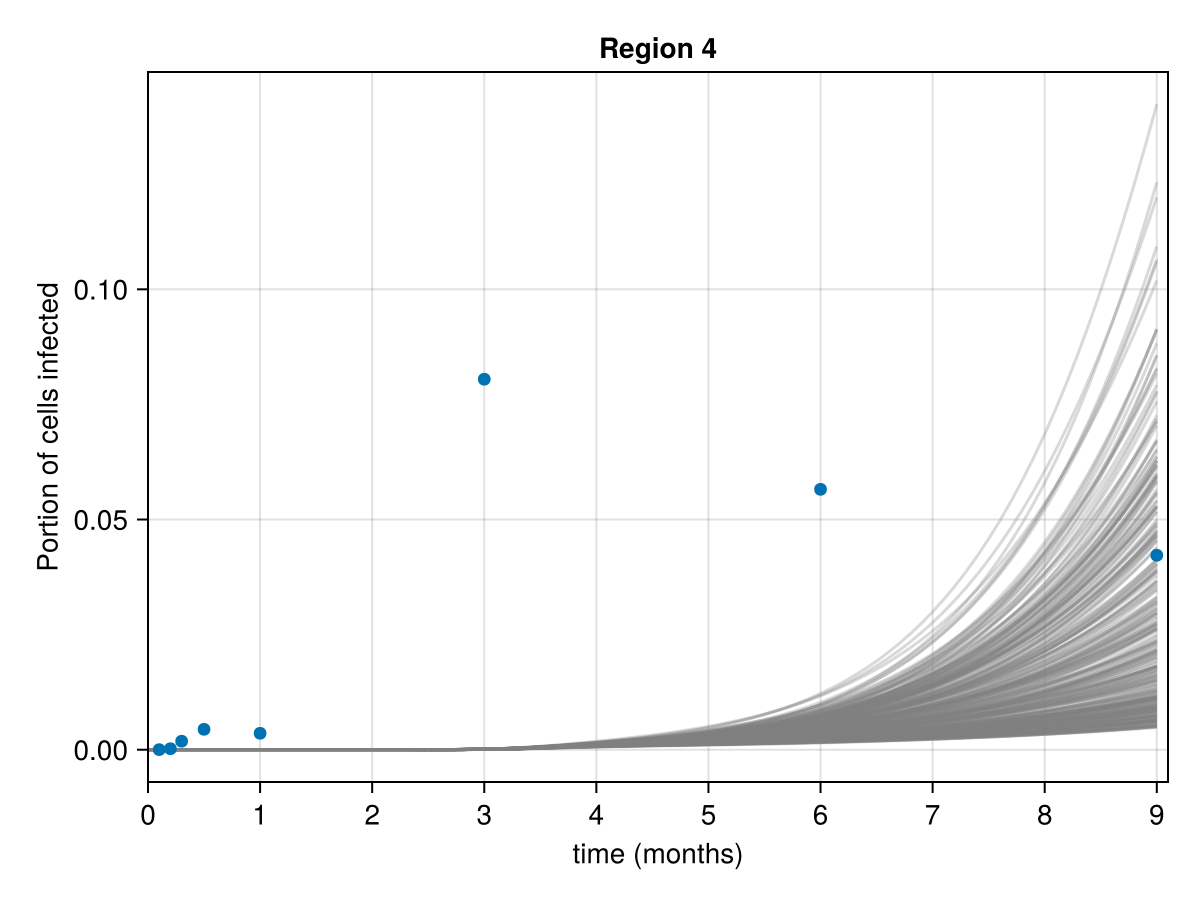 Region 4
Portion of cells infected
0.10
0.05
0.00
0 1 2 3 4 5 6 7 8 9
time (months)